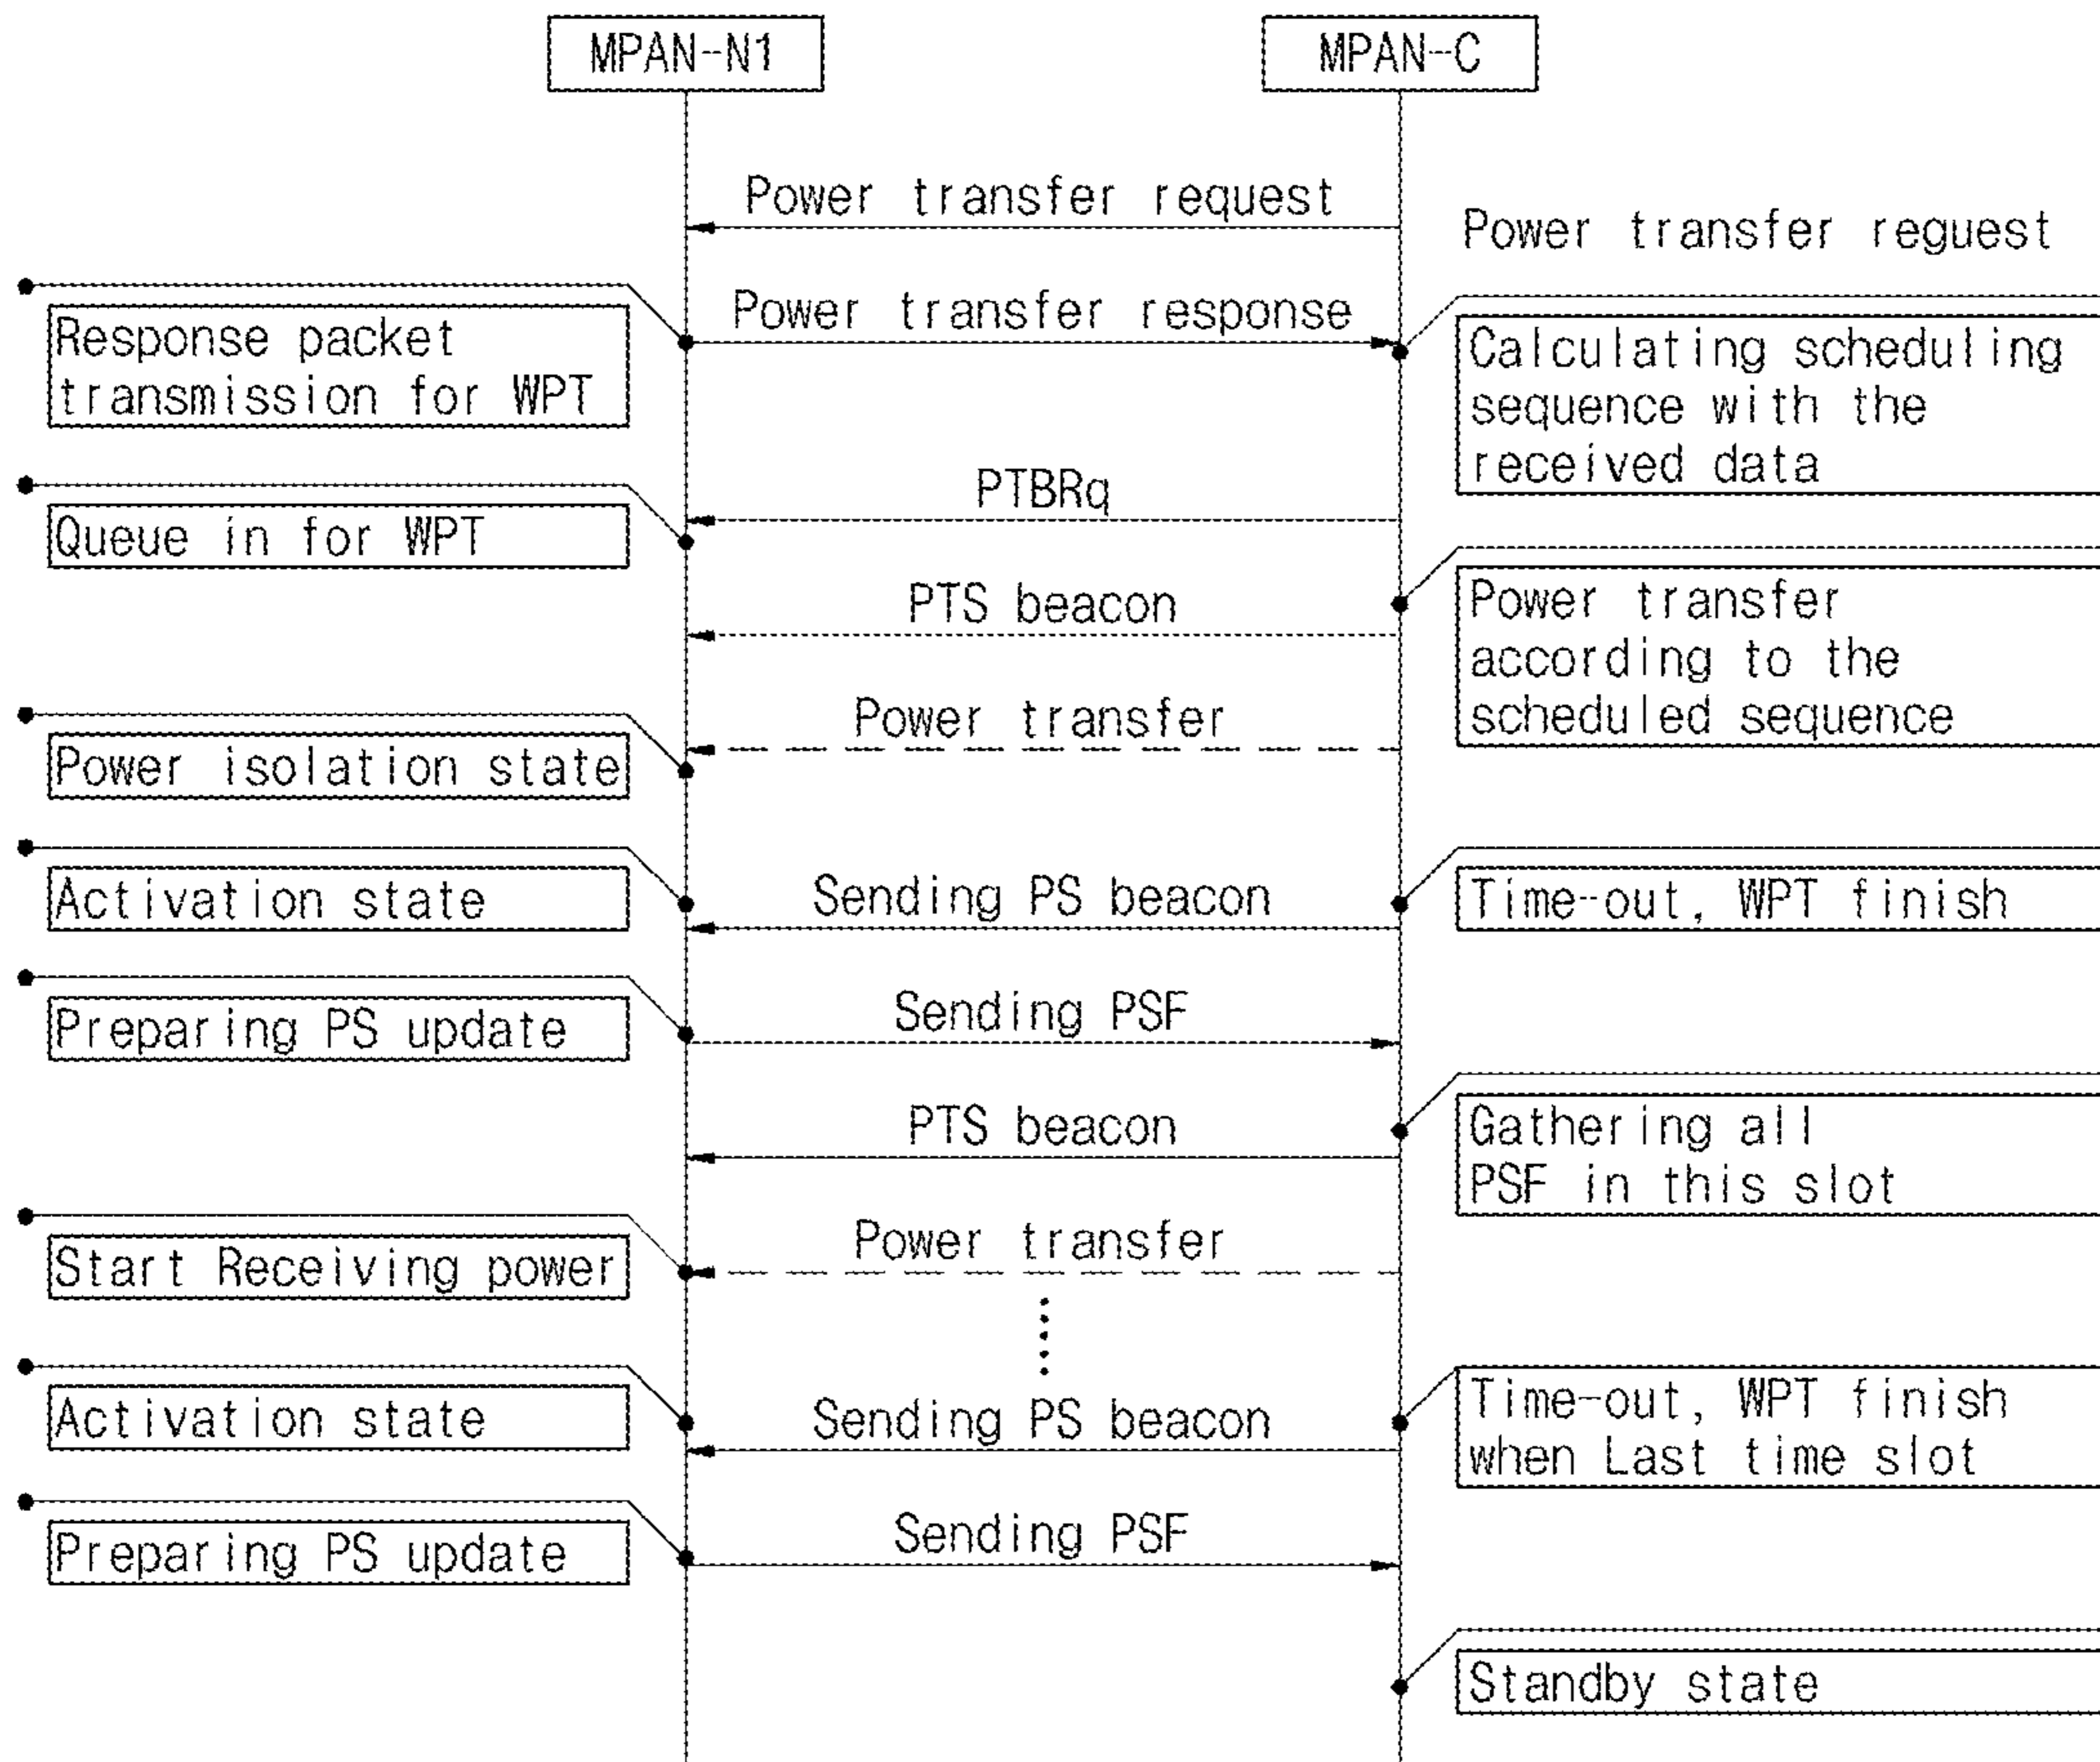 MPAN-N1
MPAN-C
Power transfer request
Power transfer reguest
Power transfer response
Response packet
transmission for WPT
Calculating scheduling
sequence with the
received data
PTBRq
Queue in for WPT
PTS beacon
Power transfer
according to the
scheduled sequence
Power transfer
Power isolation state
Activation state
Sending PS beacon
Time-out, WPT finish
Preparing PS update
Sending PSF
PTS beacon
Gathering all
PSF in this slot
Power transfer
Start Receiving power
Activation state
Sending PS beacon
Time-out, WPT finish
when Last time slot
Preparing PS update
Sending PSF
Standby state